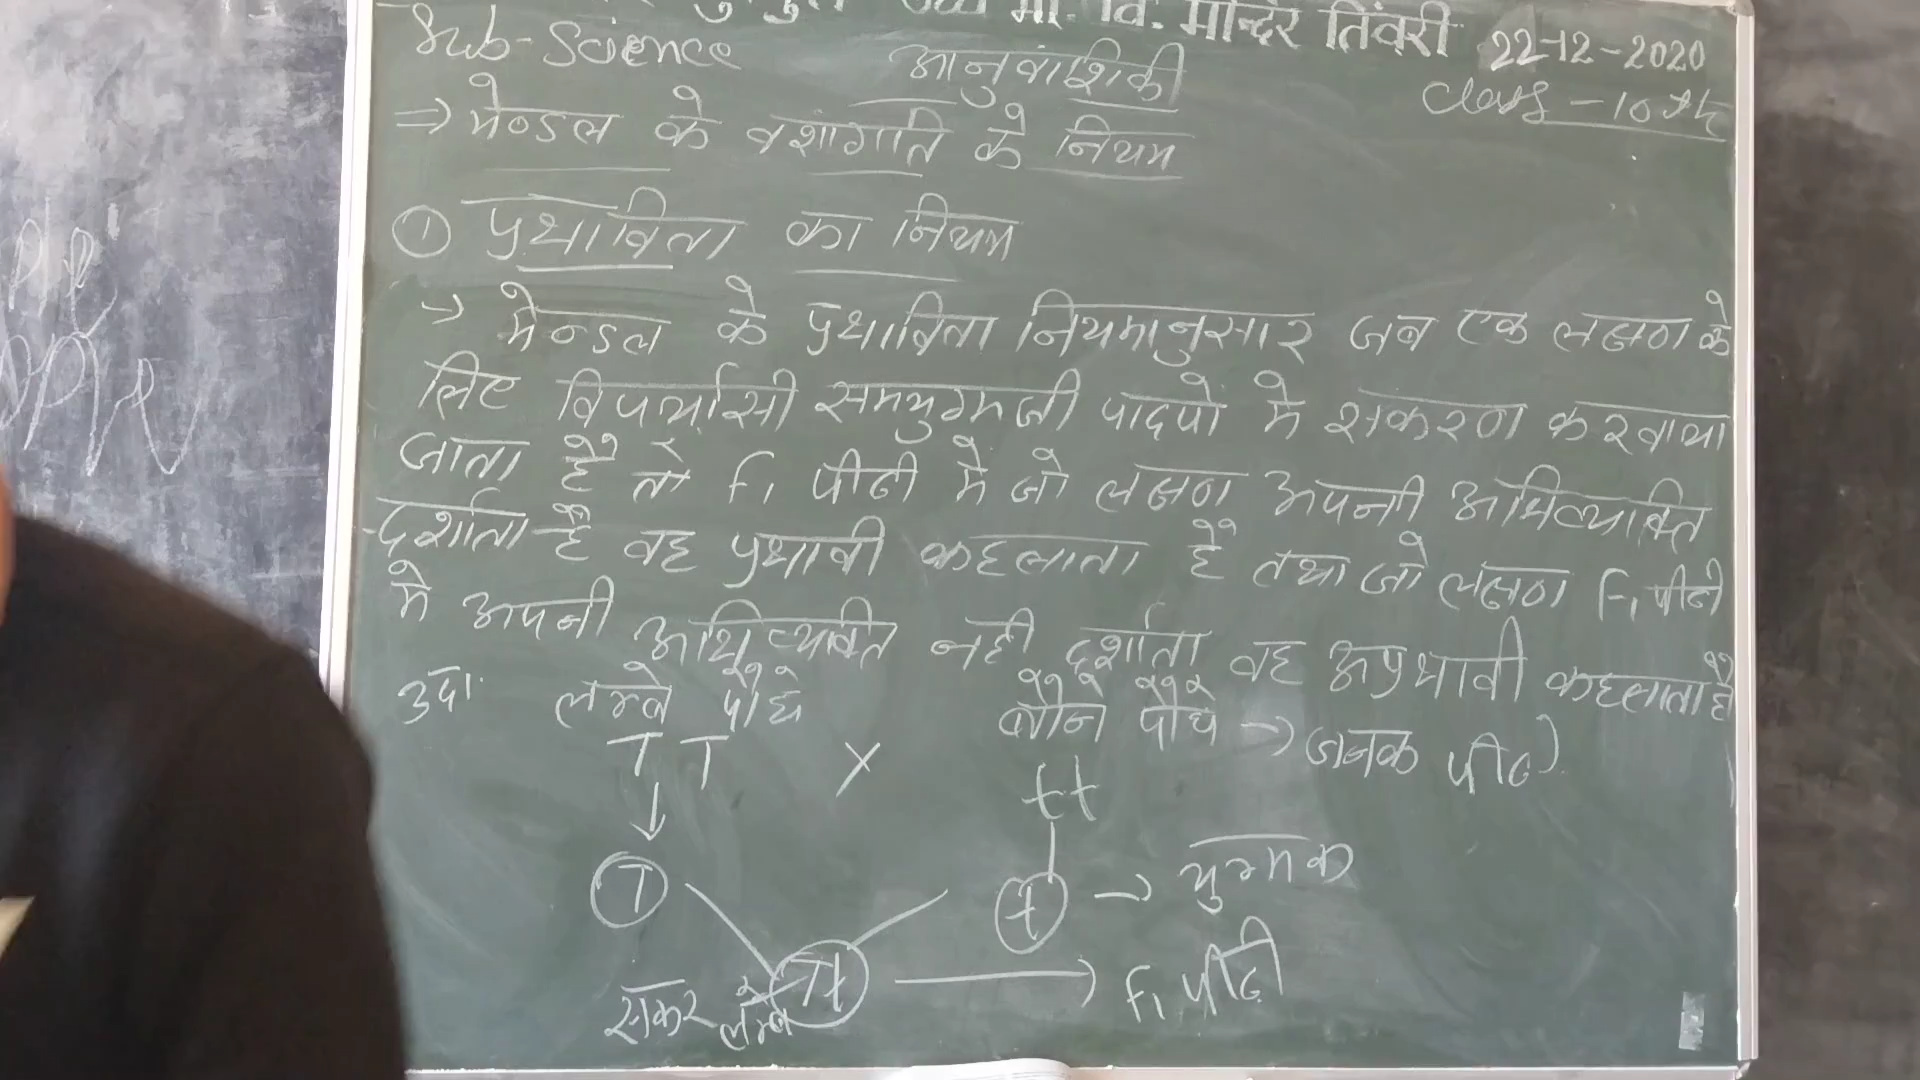 मा. वि. मन्दिर तिंवरी 22-12-2020
Sub- Science आनुवांशिकी Class - 10th
⇒ मेण्डल के वशांगति के नियम
① प्रभाविता का नियम
→ मेन्डल के प्रभाविता नियमानुसार जब एक लक्षण के
लिए विपर्यासी समयुग्मजी पादपो मे सकरण करवाया
जाता है तो F1 पीढी मे जो लक्षण अपनी अभिव्यक्ति
दर्शाता है वह प्रभावी कहलाता है तथा जो लक्षण F1 पीढी
मे अपनी अभिव्यक्ति नही दर्शाता वह अप्रभावी कहलाता है
उदा. लम्बे पौधे बौने पौधे → जनक पीढी
TT X tt
T t → युग्मक
संकर लम्बे Tt → F1 पीढी